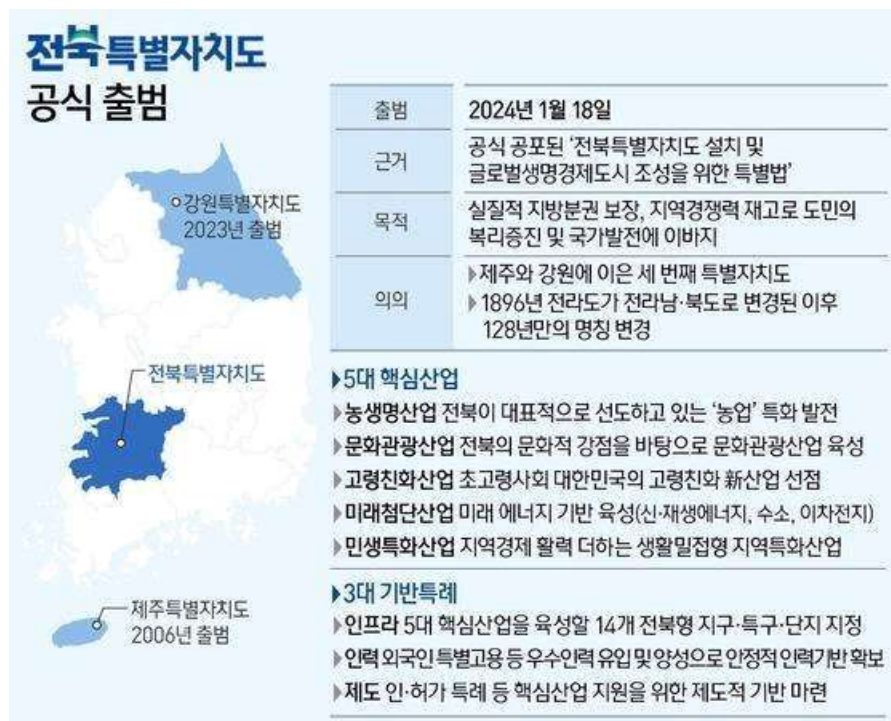 전북특별자치도
공식 출범
강원특별자치도
2023년 출범
전북특별자치도
제주특별자치도
2006년 출범
출범 2024년 1월 18일
근거 공식 공포된 '전북특별자치도 설치 및
글로벌생명경제도시 조성을 위한 특별법'
목적 실질적 지방분권 보장, 지역경쟁력 재고로 도민의
복리증진 및 국가발전에 이바지
의의 제주와 강원에 이은 세 번째 특별자치도
1896년 전라도가 전라남·북도로 변경된 이후
128년만의 명칭 변경
5대 핵심산업
농생명산업 전북이 대표적으로 선도하고 있는 '농업' 특화 발전
문화관광산업 전북의 문화적 강점을 바탕으로 문화관광산업 육성
고령친화산업 초고령사회 대한민국의 고령친화 新산업 선점
미래첨단산업 미래 에너지 기반 육성(신·재생에너지, 수소, 이차전지)
민생특화산업 지역경제 활력 더하는 생활밀접형 지역특화산업
3대 기반특례
인프라 5대 핵심산업을 육성할 14개 전북형 지구·특구·단지 지정
인력 외국인 특별고용 등 우수인력 유입 및 양성으로 안정적 인력기반 확보
제도 인·허가 특례 등 핵심산업 지원을 위한 제도적 기반 마련